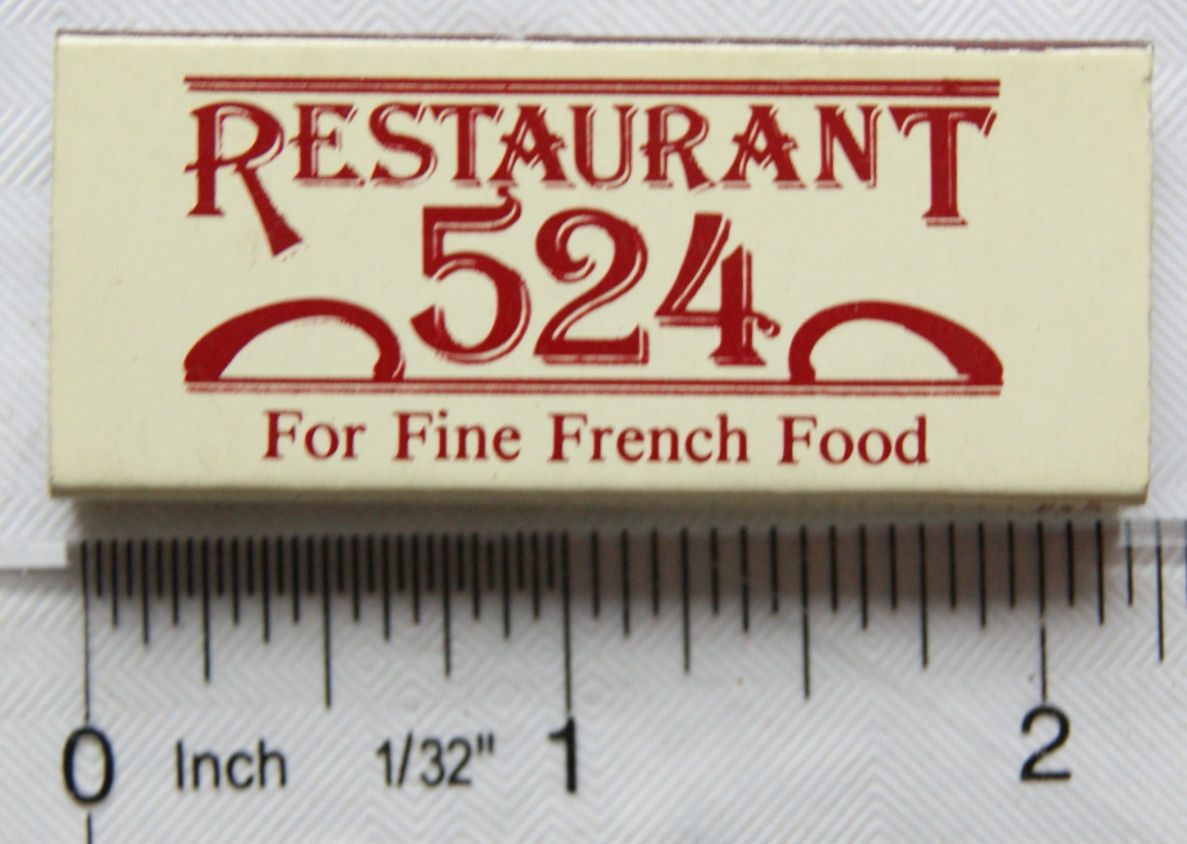 RESTAURANT
524
For Fine French Food
0 Inch 1/32" 1 2